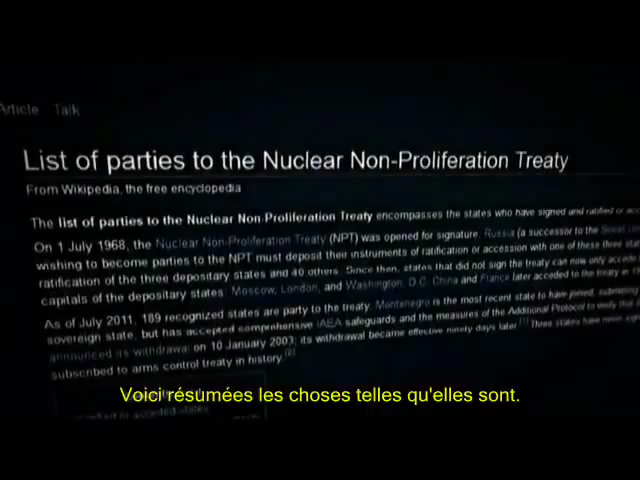 Article Talk
List of parties to the Nuclear Non-Proliferation Treaty
From Wikipedia, the free encyclopedia
The list of parties to the Nuclear Non-Proliferation Treaty encompasses the states who have signed and ratified or
On 1 July 1968, the Nuclear Non-Proliferation Treaty (NPT) was opened for signature. Russia (a successor to the Soviet
wishing to become parties to the NPT must deposit their instruments of ratification or accession with one of these three
ratification of the three depositary states and 40 others. Since then, states that did not sign the treaty can now only
capitals of the depositary states: Moscow, London, and Washington, D.C. China and France later acceded to the treaty in
As of July 2011, 189 recognized states are party to the treaty. Montenegro is the most recent state to have joined, submitting
sovereign state, but has accepted comprehensive IAEA safeguards and the measures of the Additional Protocol to verify that
announced its withdrawal on 10 January 2003; its withdrawal became effective ninety days later. Three states have never
subscribed to arms control treaty in history.[2]
Voici résumées les choses telles qu'elles sont.